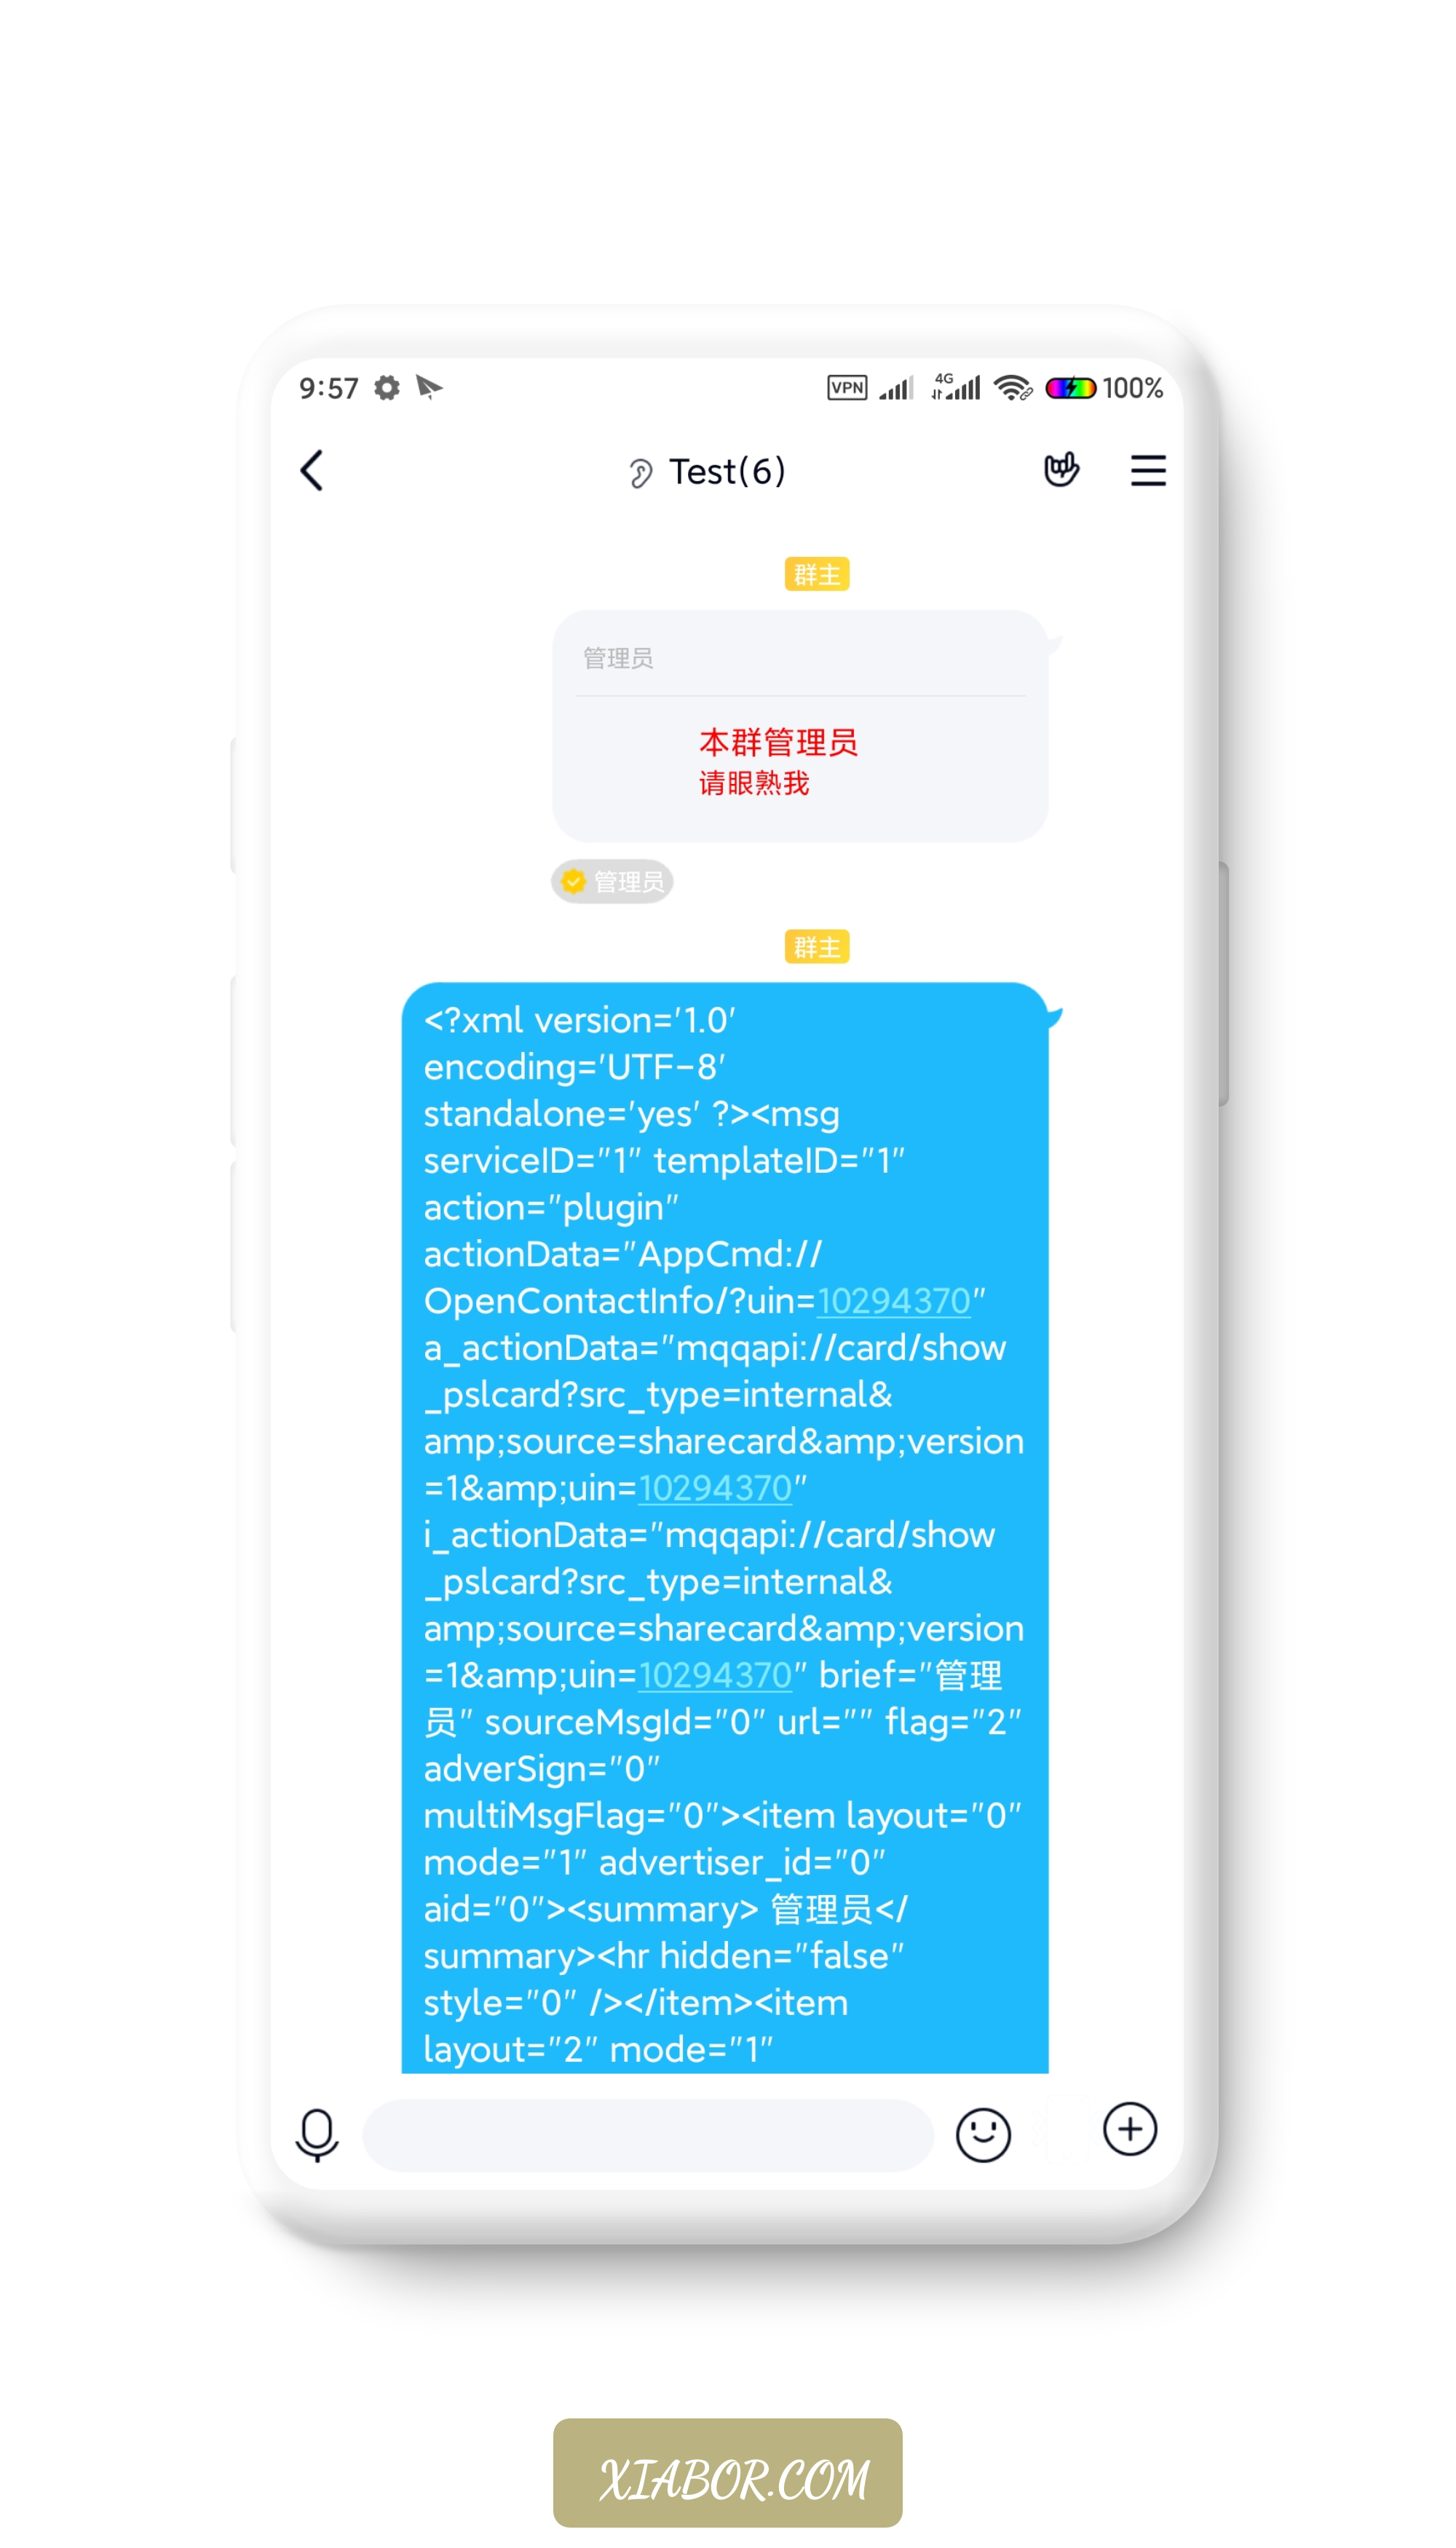 9:57 VPN 4G 100%
Test(6)
群主
管理员
本群管理员
请眼熟我
管理员
群主
<?xml version='1.0'
encoding='UTF-8'
standalone='yes' ?><msg
serviceID="1" templateID="1"
action="plugin"
actionData="AppCmd://
OpenContactInfo/?uin=10294370"
a_actionData="mqqapi://card/show
_pslcard?src_type=internal&
amp;source=sharecard&amp;version
=1&amp;uin=10294370"
i_actionData="mqqapi://card/show
_pslcard?src_type=internal&
amp;source=sharecard&amp;version
=1&amp;uin=10294370" brief="管理
员" sourceMsgId="0" url="" flag="2"
adverSign="0"
multiMsgFlag="0"><item layout="0"
mode="1" advertiser_id="0"
aid="0"><summary> 管理员</
summary><hr hidden="false"
style="0" /></item><item
layout="2" mode="1"
XIABOR.COM